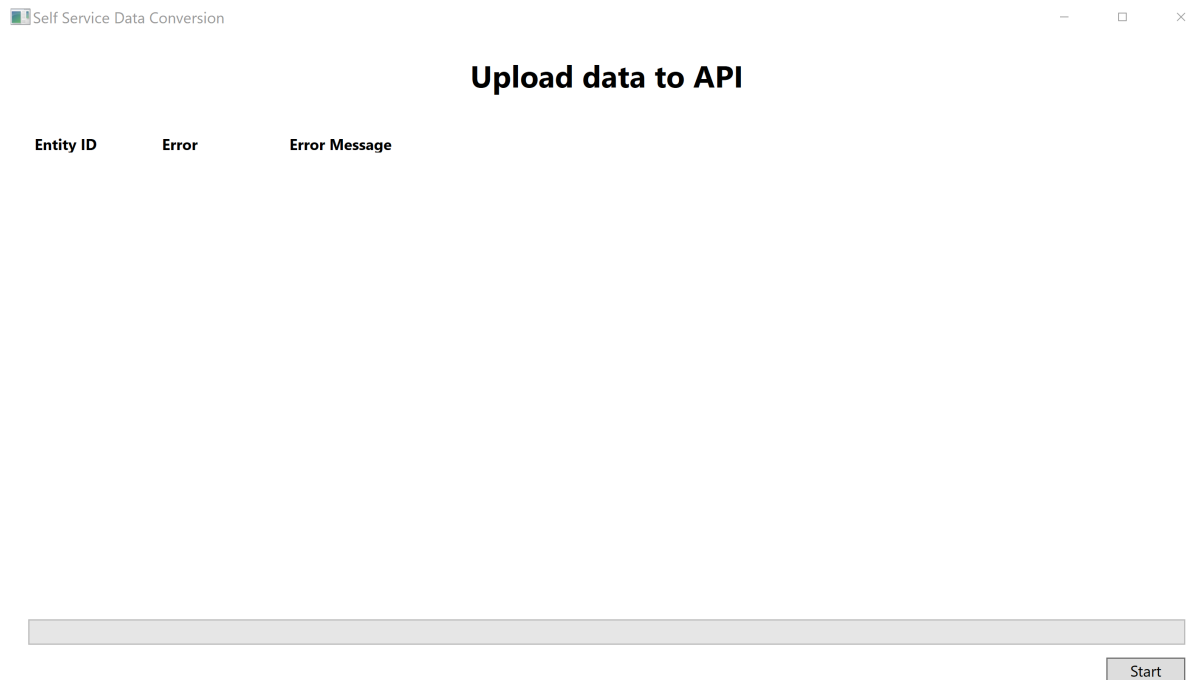 Self Service Data Conversion
Upload data to API
Entity ID Error Error Message
Start